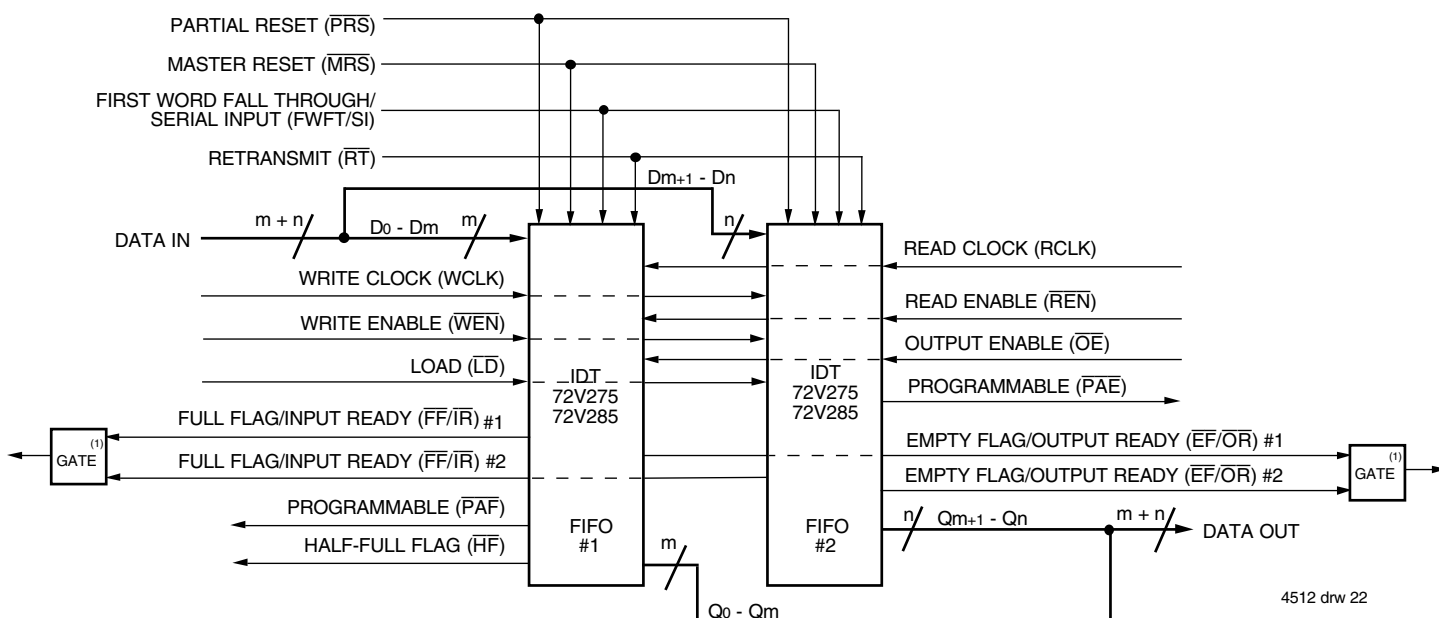 PARTIAL RESET (PRS)
MASTER RESET (MRS)
FIRST WORD FALL THROUGH/
SERIAL INPUT (FWFT/SI)
RETRANSMIT (RT)
Dm+1 - Dn
m + n
D0 - Dm
m
n
DATA IN
READ CLOCK (RCLK)
WRITE CLOCK (WCLK)
READ ENABLE (REN)
WRITE ENABLE (WEN)
OUTPUT ENABLE (OE)
LOAD (LD)
IDT
72V275
72V285
IDT
72V275
72V285
PROGRAMMABLE (PAE)
FULL FLAG/INPUT READY (FF/IR) #1
EMPTY FLAG/OUTPUT READY (EF/OR) #1
(1)
GATE
(1)
GATE
FULL FLAG/INPUT READY (FF/IR) #2
EMPTY FLAG/OUTPUT READY (EF/OR) #2
PROGRAMMABLE (PAF)
FIFO
#1
FIFO
#2
n
Qm+1 - Qn
m + n
DATA OUT
HALF-FULL FLAG (HF)
m
Q0 - Qm
4512 drw 22